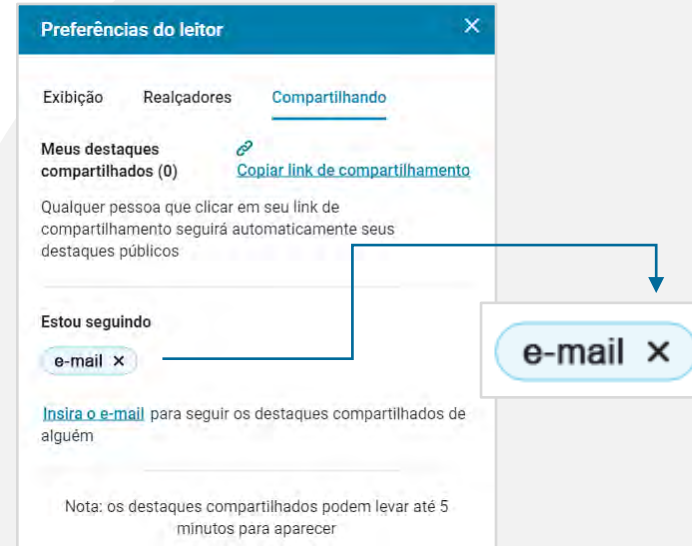 Preferências do leitor ×
Exibição Realçadores Compartilhando
Meus destaques
compartilhados (0)
Copiar link de compartilhamento
Qualquer pessoa que clicar em seu link de
compartilhamento seguirá automaticamente seus
destaques públicos
Estou seguindo
e-mail ×
e-mail ×
Insira o e-mail para seguir os destaques compartilhados de
alguém
Nota: os destaques compartilhados podem levar até 5
minutos para aparecer